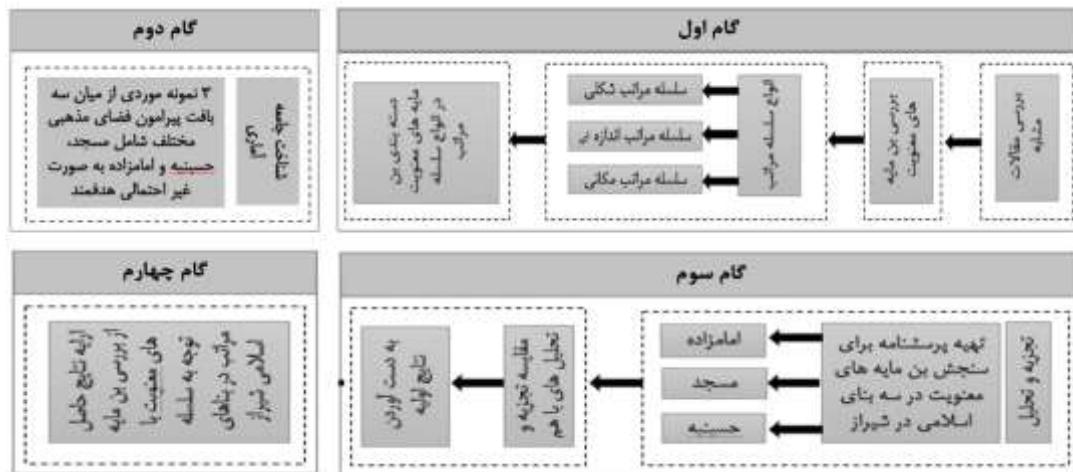 گام اول
بررسی مقالات
مشابه
بررسی بن مایه
های معنویت
انواع سلسله مراتب
سلسله مراتب شکلی
سلسله مراتب اندازه ای
سلسله مراتب مکانی
دسته بندی بن
مایه های معنویت
در انواع سلسله
مراتب
گام دوم
شناخت جامعه
آماری
۳ نمونه موردی از میان سه
بافت پیرامون فضای مذهبی
مختلف شامل مسجد،
حسینیه و امامزاده به صورت
غیر احتمالی هدفمند
گام سوم
تجزیه و تحلیل
تهیه پرسشنامه برای
سنجش بن مایه های
معنویت در سه بنای
اسلامی در شیراز
امامزاده
مسجد
حسینیه
مقایسه تجزیه و
تحلیل های با هم
به دست آوردن
نتایج اولیه
گام چهارم
ارایه نتایج حاصل
از بررسی بن مایه
های معنویت با
توجه به سلسله
مراتب در بناهای
اسلامی شیراز